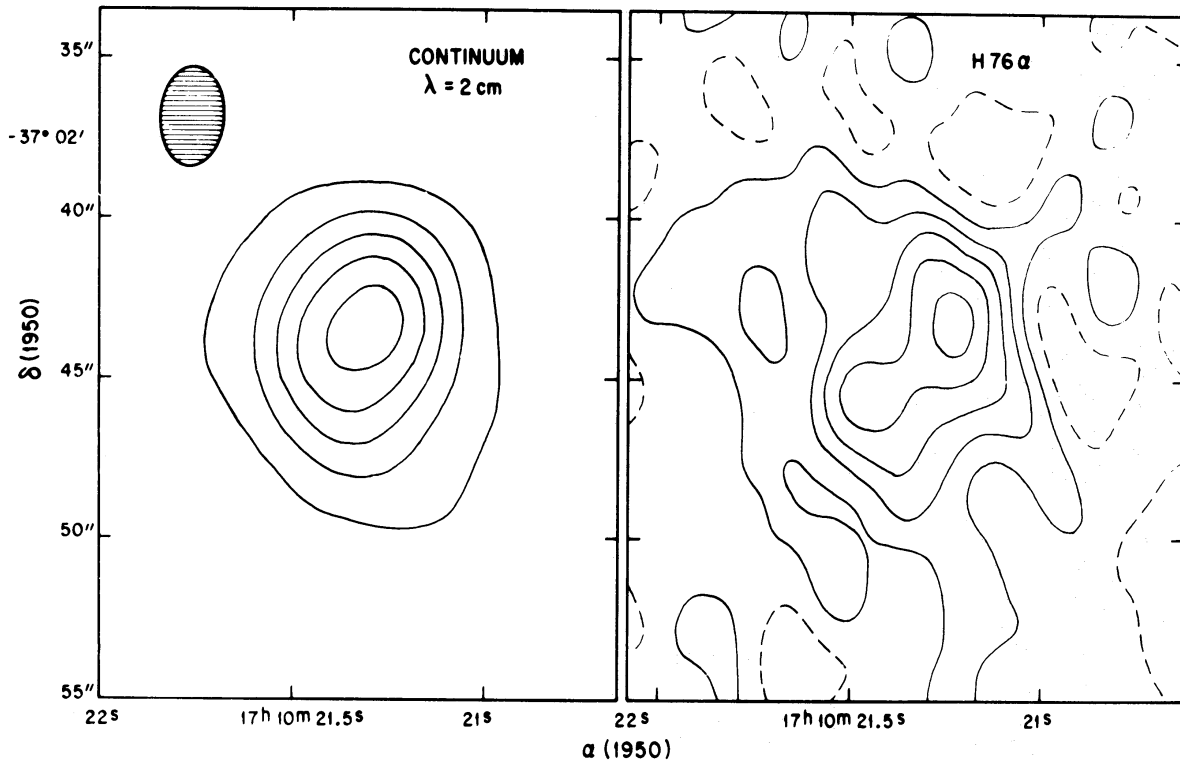 CONTINUUM
λ = 2 cm
H 76 α
35"
-37° 02'
40"
45"
50"
55"
δ (1950)
22s 17h 10m 21.5s 21s
22s 17h 10m 21.5s 21s
α (1950)